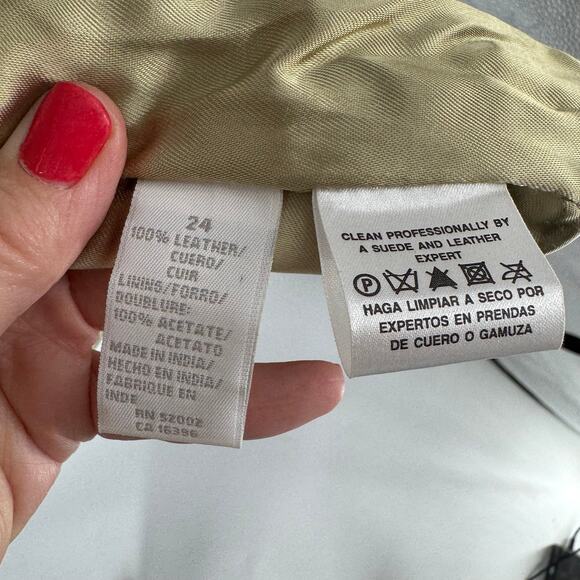 24
100% LEATHER/
CUERO/
CUIR
LINING/FORRO/
DOUBLURE:
100% ACETATE/
ACETATO
MADE IN INDIA/
HECHO EN INDIA/
FABRIQUE EN
INDE
RN 52002
CA 16396
CLEAN PROFESSIONALLY BY
A SUEDE AND LEATHER
EXPERT
P
HAGA LIMPIAR A SECO POR
EXPERTOS EN PRENDAS
DE CUERO O GAMUZA